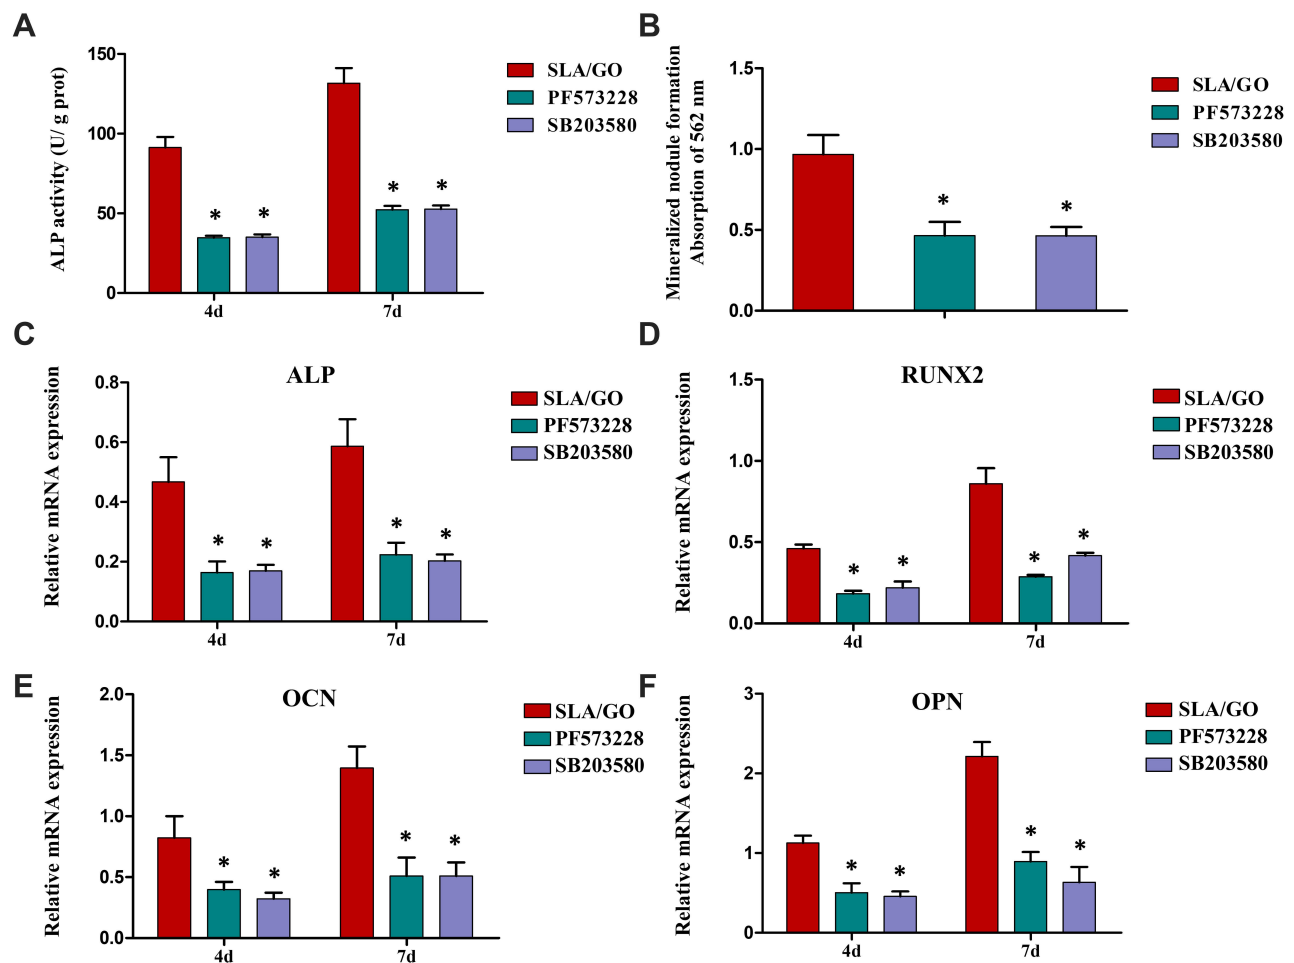 A
ALP activity (U/ g prot)
150
100
50
0
4d
7d
SLA/GO
PF573228
SB203580
B
Mineralized nodule formation
Absorption of 562 nm
1.5
1.0
0.5
0.0
SLA/GO
PF573228
SB203580
* * * *
* *
C
ALP
Relative mRNA expression
0.8
0.6
0.4
0.2
0.0
4d
7d
SLA/GO
PF573228
SB203580
* * * *
D
RUNX2
Relative mRNA expression
1.5
1.0
0.5
0.0
4d
7d
SLA/GO
PF573228
SB203580
* * * *
E
OCN
Relative mRNA expression
2.0
1.5
1.0
0.5
0.0
4d
7d
SLA/GO
PF573228
SB203580
* * * *
F
OPN
Relative mRNA expression
3
2
1
0
4d
7d
SLA/GO
PF573228
SB203580
* * * *